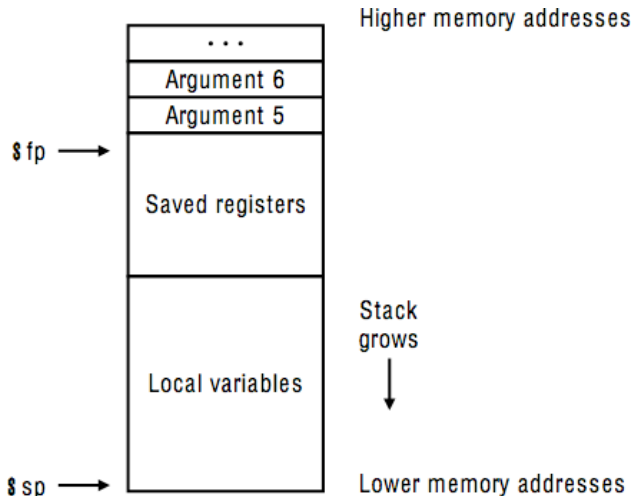 Higher memory addresses
. . .
Argument 6
Argument 5
$fp
Saved registers
Stack
grows
Local variables
$sp
Lower memory addresses